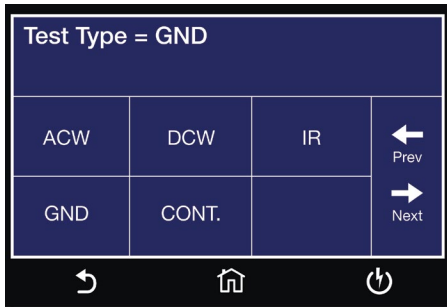 Test Type = GND
ACW DCW IR
Prev
GND CONT.
Next